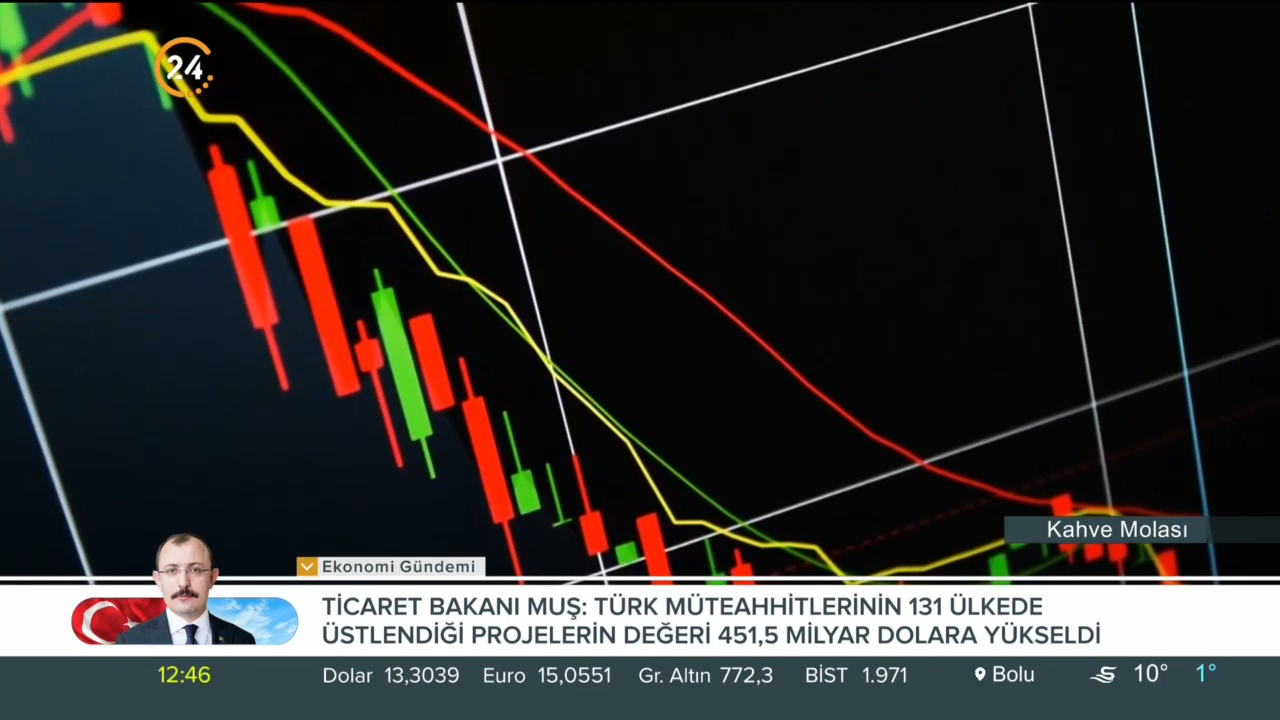 24
Kahve Molası
Ekonomi Gündemi
TİCARET BAKANI MUŞ: TÜRK MÜTEAHHİTLERİNİN 131 ÜLKEDE
ÜSTLENDİĞİ PROJELERİN DEĞERİ 451,5 MİLYAR DOLARA YÜKSELDİ
12:46 Dolar 13,3039 Euro 15,0551 Gr. Altın 772,3 BİST 1.971 Bolu 10° 1°